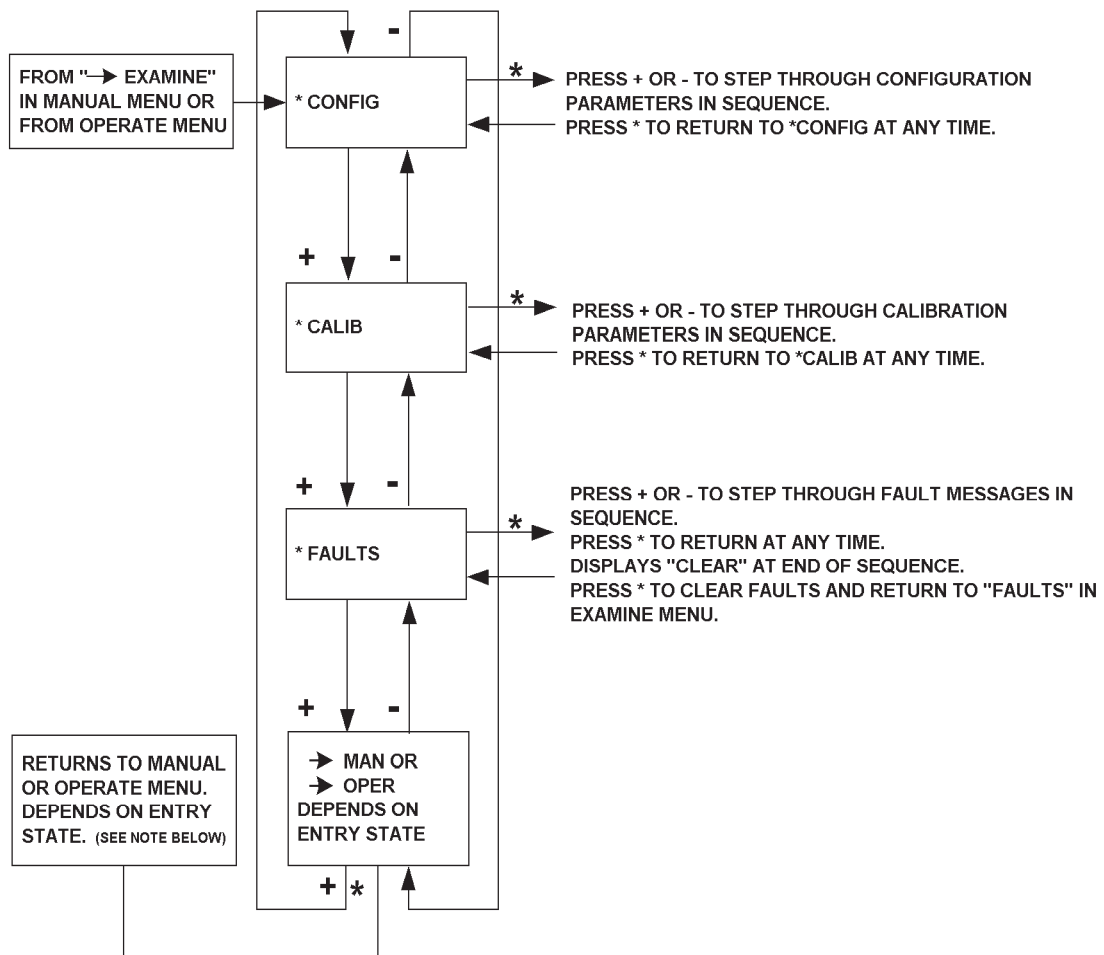 -
FROM "→ EXAMINE"
IN MANUAL MENU OR
FROM OPERATE MENU
* CONFIG
*
PRESS + OR - TO STEP THROUGH CONFIGURATION
PARAMETERS IN SEQUENCE.
PRESS * TO RETURN TO *CONFIG AT ANY TIME.
+ -
* CALIB
*
PRESS + OR - TO STEP THROUGH CALIBRATION
PARAMETERS IN SEQUENCE.
PRESS * TO RETURN TO *CALIB AT ANY TIME.
+ -
* FAULTS
*
PRESS + OR - TO STEP THROUGH FAULT MESSAGES IN
SEQUENCE.
PRESS * TO RETURN AT ANY TIME.
DISPLAYS "CLEAR" AT END OF SEQUENCE.
PRESS * TO CLEAR FAULTS AND RETURN TO "FAULTS" IN
EXAMINE MENU.
+ -
RETURNS TO MANUAL
OR OPERATE MENU.
DEPENDS ON ENTRY
STATE. (SEE NOTE BELOW)
→ MAN OR
→ OPER
DEPENDS ON
ENTRY STATE
+ *